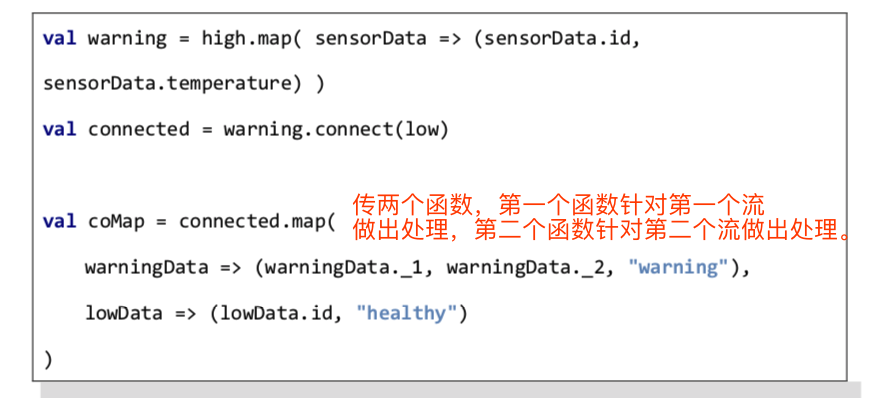 val warning = high.map( sensorData => (sensorData.id,
sensorData.temperature) )
val connected = warning.connect(low)
传两个函数，第一个函数针对第一个流
val coMap = connected.map(
做出处理，第二个函数针对第二个流做出处理。
warningData => (warningData._1, warningData._2, "warning"),
lowData => (lowData.id, "healthy")
)